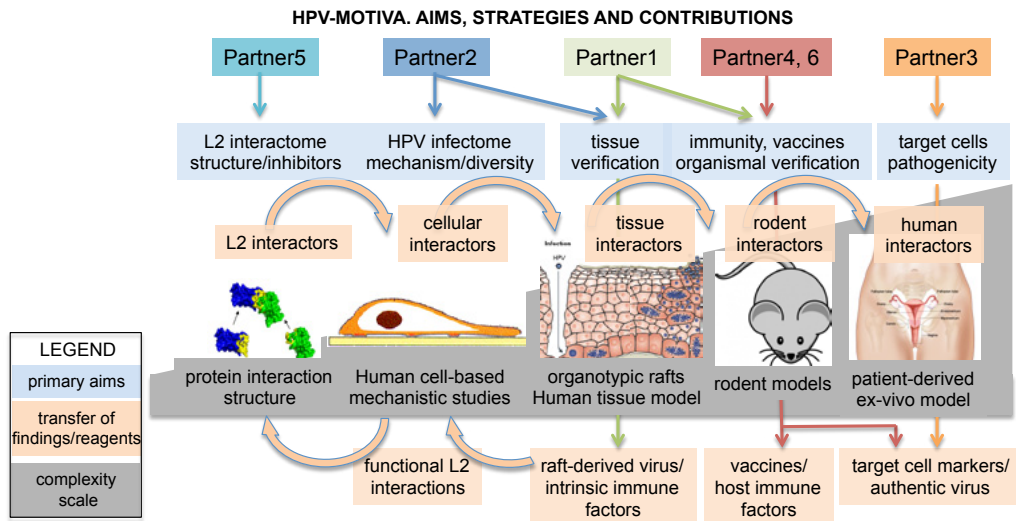 HPV-MOTIVA. AIMS, STRATEGIES AND CONTRIBUTIONS
Partner5
Partner2
Partner1
Partner4, 6
Partner3
L2 interactome
structure/inhibitors
HPV infectome
mechanism/diversity
tissue
verification
immunity, vaccines
organismal verification
target cells
pathogenicity
L2 interactors
cellular
interactors
tissue
interactors
rodent
interactors
human
interactors
Infection
HPV
protein interaction
structure
Human cell-based
mechanistic studies
organotypic rafts
Human tissue model
rodent models
patient-derived
ex-vivo model
LEGEND
primary aims
transfer of
findings/reagents
complexity
scale
functional L2
interactions
raft-derived virus/
intrinsic immune
factors
vaccines/
host immune
factors
target cell markers/
authentic virus